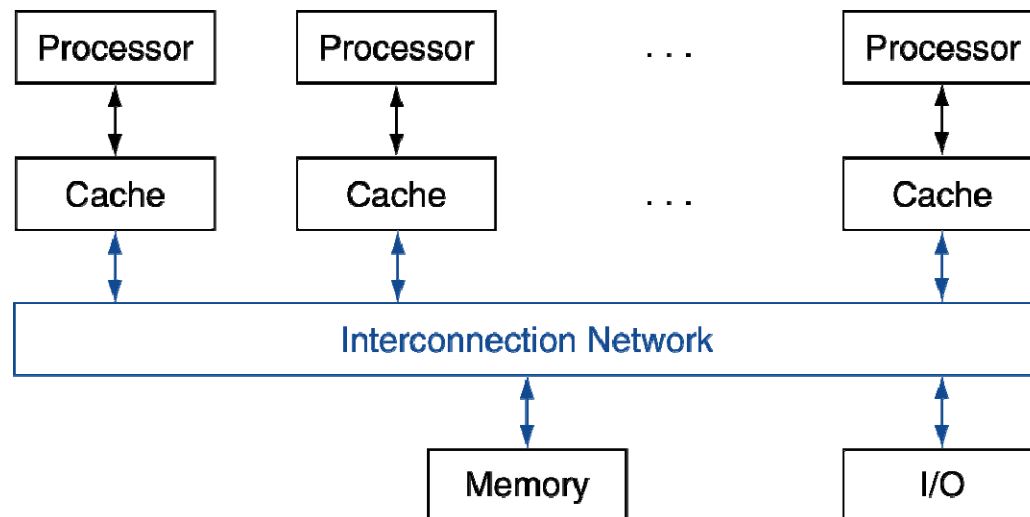 Processor Processor . . . Processor
Cache Cache . . . Cache
Interconnection Network
Memory I/O